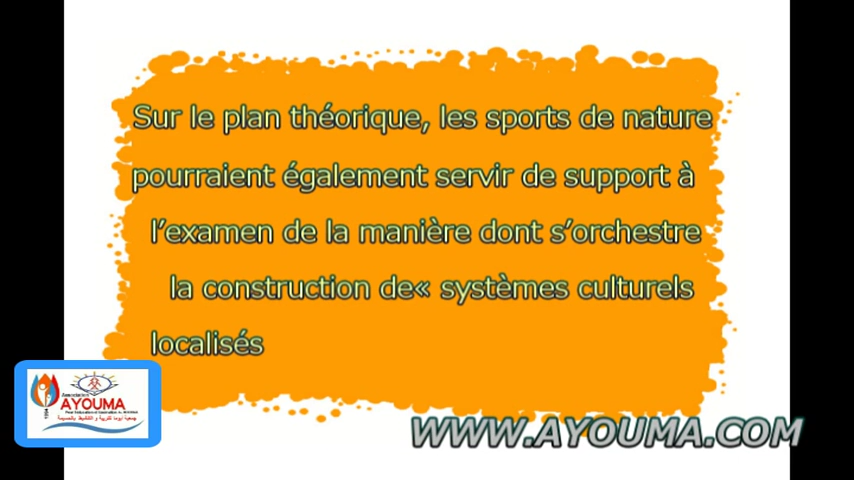 Sur le plan théorique, les sports de nature
pourraient également servir de support à
l’examen de la manière dont s’orchestre
la construction de« systèmes culturels
localisés
Association
AYOUMA
WWW.AYOUMA.COM